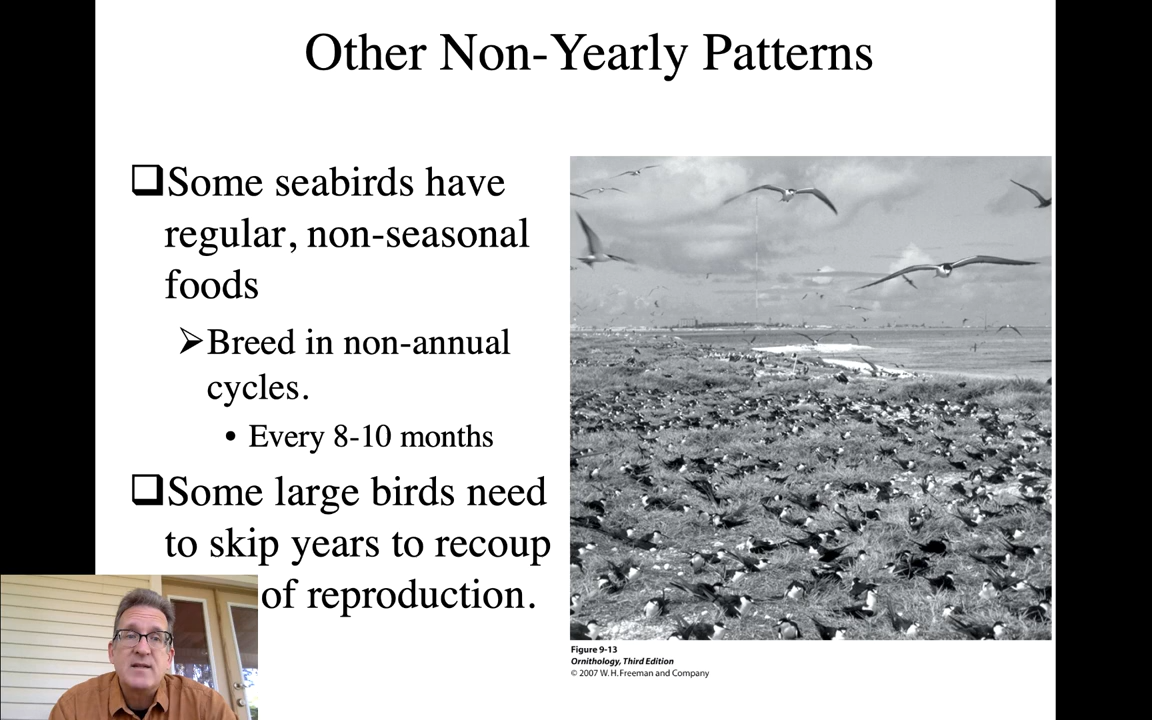 Other Non-Yearly Patterns
❑Some seabirds have
regular, non-seasonal
foods
➢Breed in non-annual
cycles.
• Every 8-10 months
❑Some large birds need
to skip years to recoup
of reproduction.
Figure 9-13
Ornithology, Third Edition
© 2007 W. H. Freeman and Company